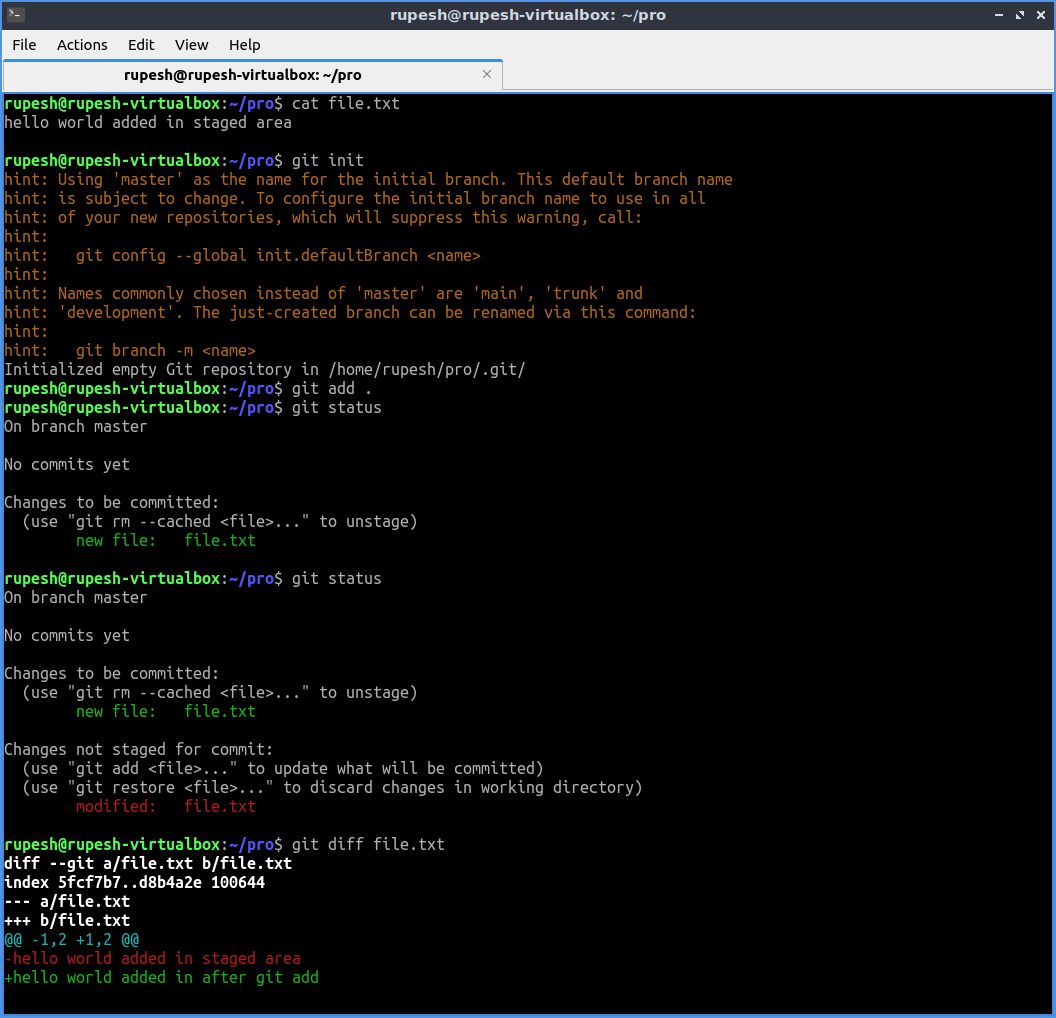 rupesh@rupesh-virtualbox: ~/pro
File Actions Edit View Help
rupesh@rupesh-virtualbox: ~/pro
rupesh@rupesh-virtualbox:~/pro$ cat file.txt
hello world added in staged area
rupesh@rupesh-virtualbox:~/pro$ git init
hint: Using 'master' as the name for the initial branch. This default branch name
hint: is subject to change. To configure the initial branch name to use in all
hint: of your new repositories, which will suppress this warning, call:
hint:
hint:   git config --global init.defaultBranch <name>
hint:
hint: Names commonly chosen instead of 'master' are 'main', 'trunk' and
hint: 'development'. The just-created branch can be renamed via this command:
hint:
hint:   git branch -m <name>
Initialized empty Git repository in /home/rupesh/pro/.git/
rupesh@rupesh-virtualbox:~/pro$ git add .
rupesh@rupesh-virtualbox:~/pro$ git status
On branch master
No commits yet
Changes to be committed:
  (use "git rm --cached <file>..." to unstage)
        new file:   file.txt
rupesh@rupesh-virtualbox:~/pro$ git status
On branch master
No commits yet
Changes to be committed:
  (use "git rm --cached <file>..." to unstage)
        new file:   file.txt
Changes not staged for commit:
  (use "git add <file>..." to update what will be committed)
  (use "git restore <file>..." to discard changes in working directory)
        modified:   file.txt
rupesh@rupesh-virtualbox:~/pro$ git diff file.txt
diff --git a/file.txt b/file.txt
index 5fcf7b7..d8b4a2e 100644
--- a/file.txt
+++ b/file.txt
@@ -1,2 +1,2 @@
-hello world added in staged area
+hello world added in after git add